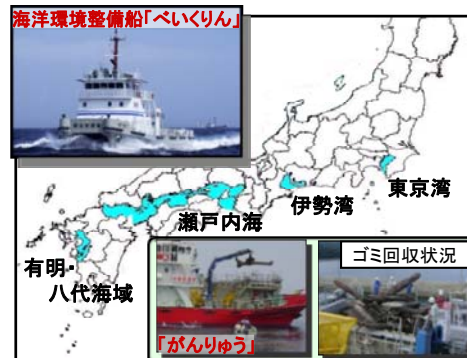 海洋環境整備船「べいくりん」
東京湾
伊勢湾
瀬戸内海
有明・
八代海域
「がんりゅう」
ゴミ回収状況